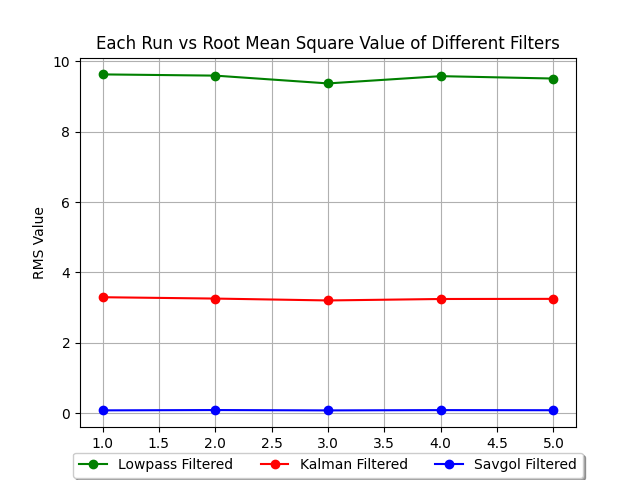 Each Run vs Root Mean Square Value of Different Filters
10
8
6
4
2
0
RMS Value
1.0 1.5 2.0 2.5 3.0 3.5 4.0 4.5 5.0
Lowpass Filtered Kalman Filtered Savgol Filtered